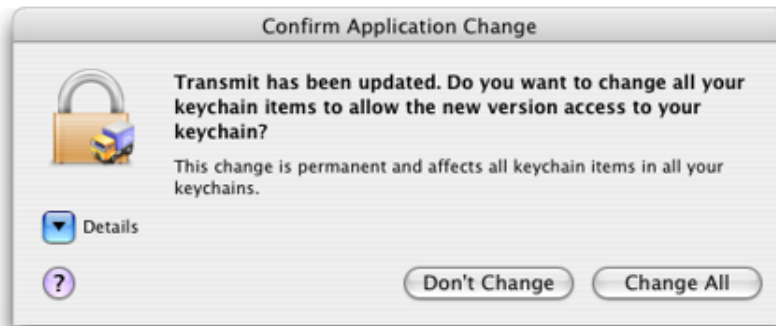 Confirm Application Change
Transmit has been updated. Do you want to change all your
keychain items to allow the new version access to your
keychain?
This change is permanent and affects all keychain items in all your
keychains.
Details
?
Don't Change
Change All